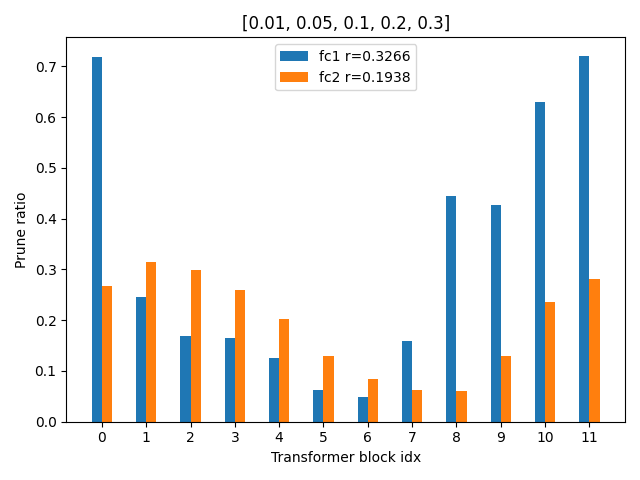 [0.01, 0.05, 0.1, 0.2, 0.3]
fc1 r=0.3266
fc2 r=0.1938
Prune ratio
0.7
0.6
0.5
0.4
0.3
0.2
0.1
0.0
0 1 2 3 4 5 6 7 8 9 10 11
Transformer block idx